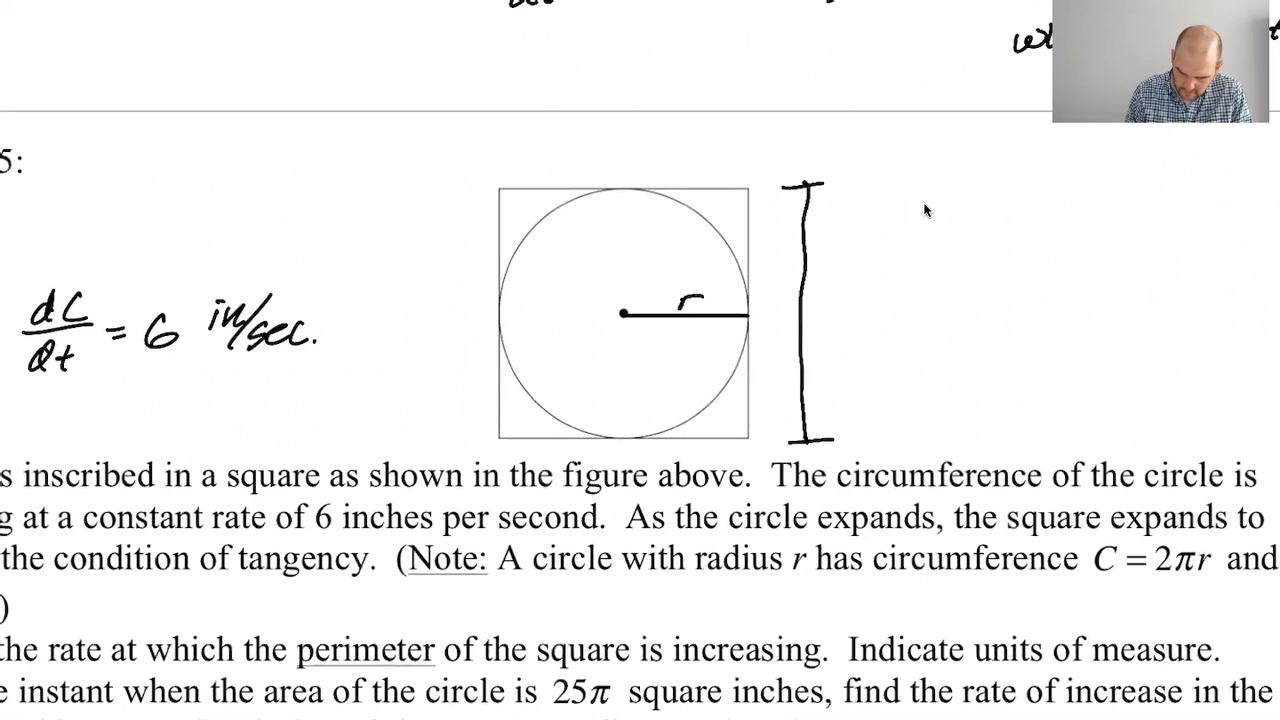 5:
r
dC/dt = 6 in/sec.
s inscribed in a square as shown in the figure above. The circumference of the circle is
g at a constant rate of 6 inches per second. As the circle expands, the square expands to
the condition of tangency. (Note: A circle with radius r has circumference C = 2πr and
)
the rate at which the perimeter of the square is increasing. Indicate units of measure.
e instant when the area of the circle is 25π square inches, find the rate of increase in the